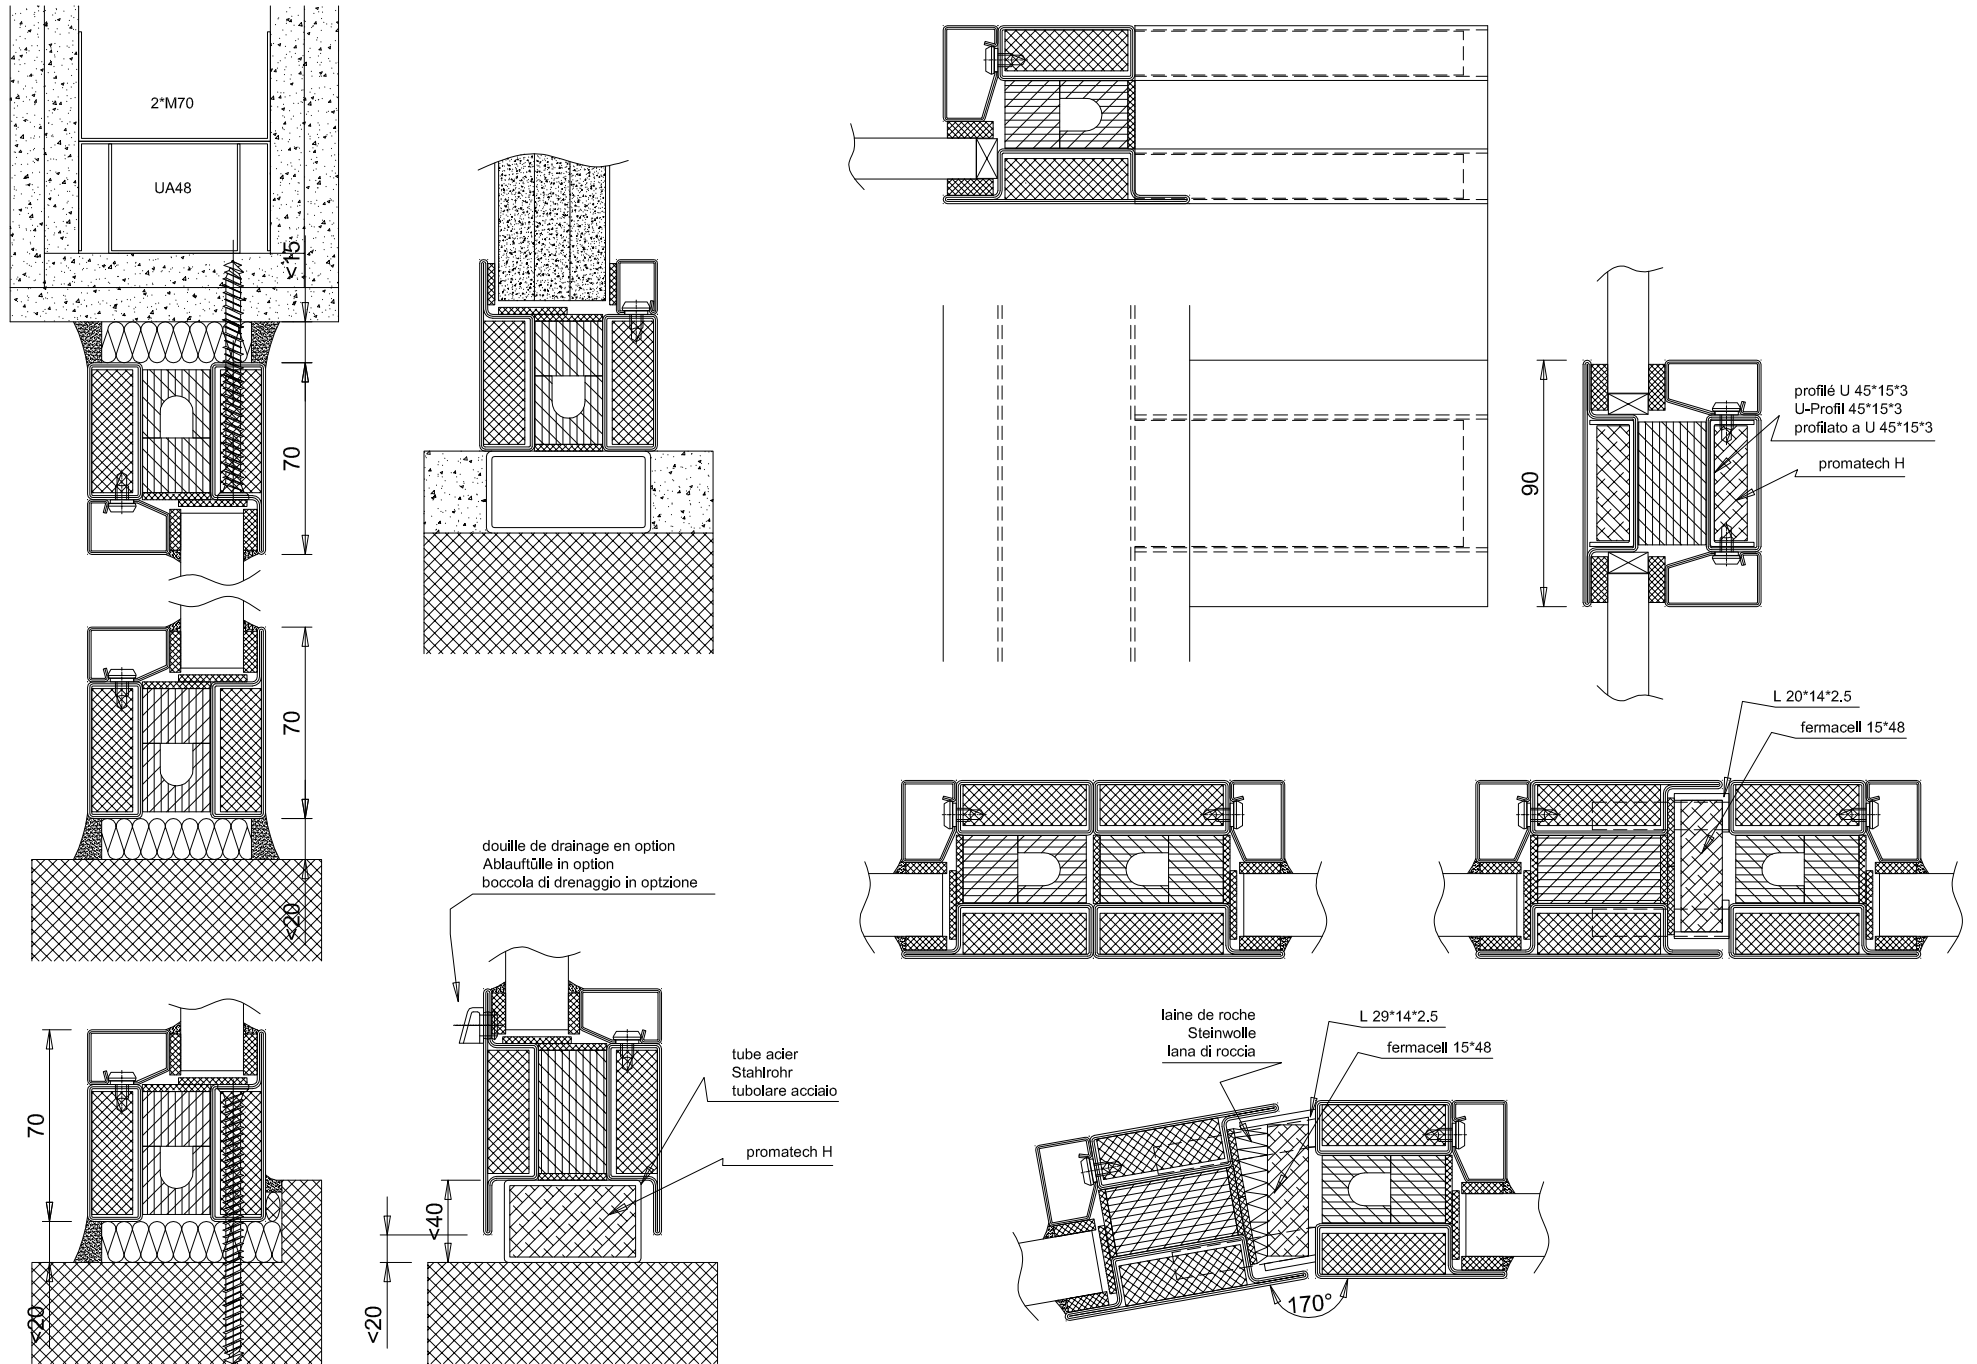 2*M70
UA48
<15
70
70
<20
70
<20
douille de drainage en option
Ablauftülle in option
boccola di drenaggio in optzione
tube acier
Stahlrohr
tubolare acciaio
promatech H
<40
<20
90
profilé U 45*15*3
U-Profil 45*15*3
profilato a U 45*15*3
promatech H
L 20*14*2.5
fermacell 15*48
laine de roche
Steinwolle
lana di roccia
L 29*14*2.5
fermacell 15*48
170°